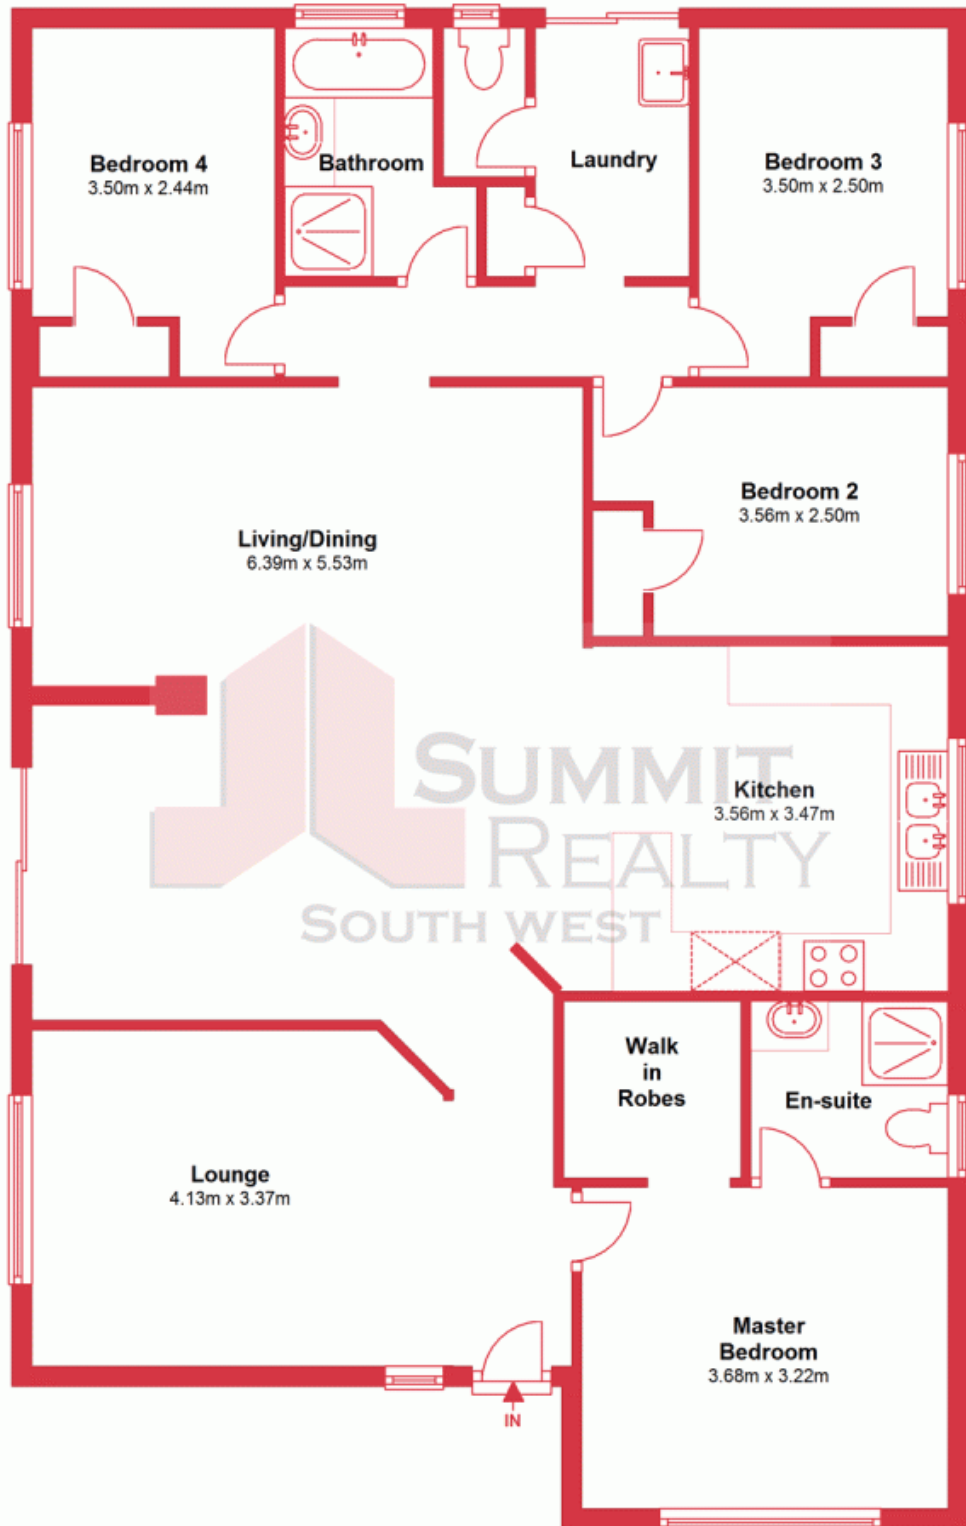 Bedroom 4
3.50m x 2.44m
Bathroom
Laundry
Bedroom 3
3.50m x 2.50m
Bedroom 2
3.56m x 2.50m
Living/Dining
6.39m x 5.53m
SUMMIT
REALTY
SOUTH WEST
Kitchen
3.56m x 3.47m
Walk
in
Robes
En-suite
Lounge
4.13m x 3.37m
Master
Bedroom
3.68m x 3.22m
IN